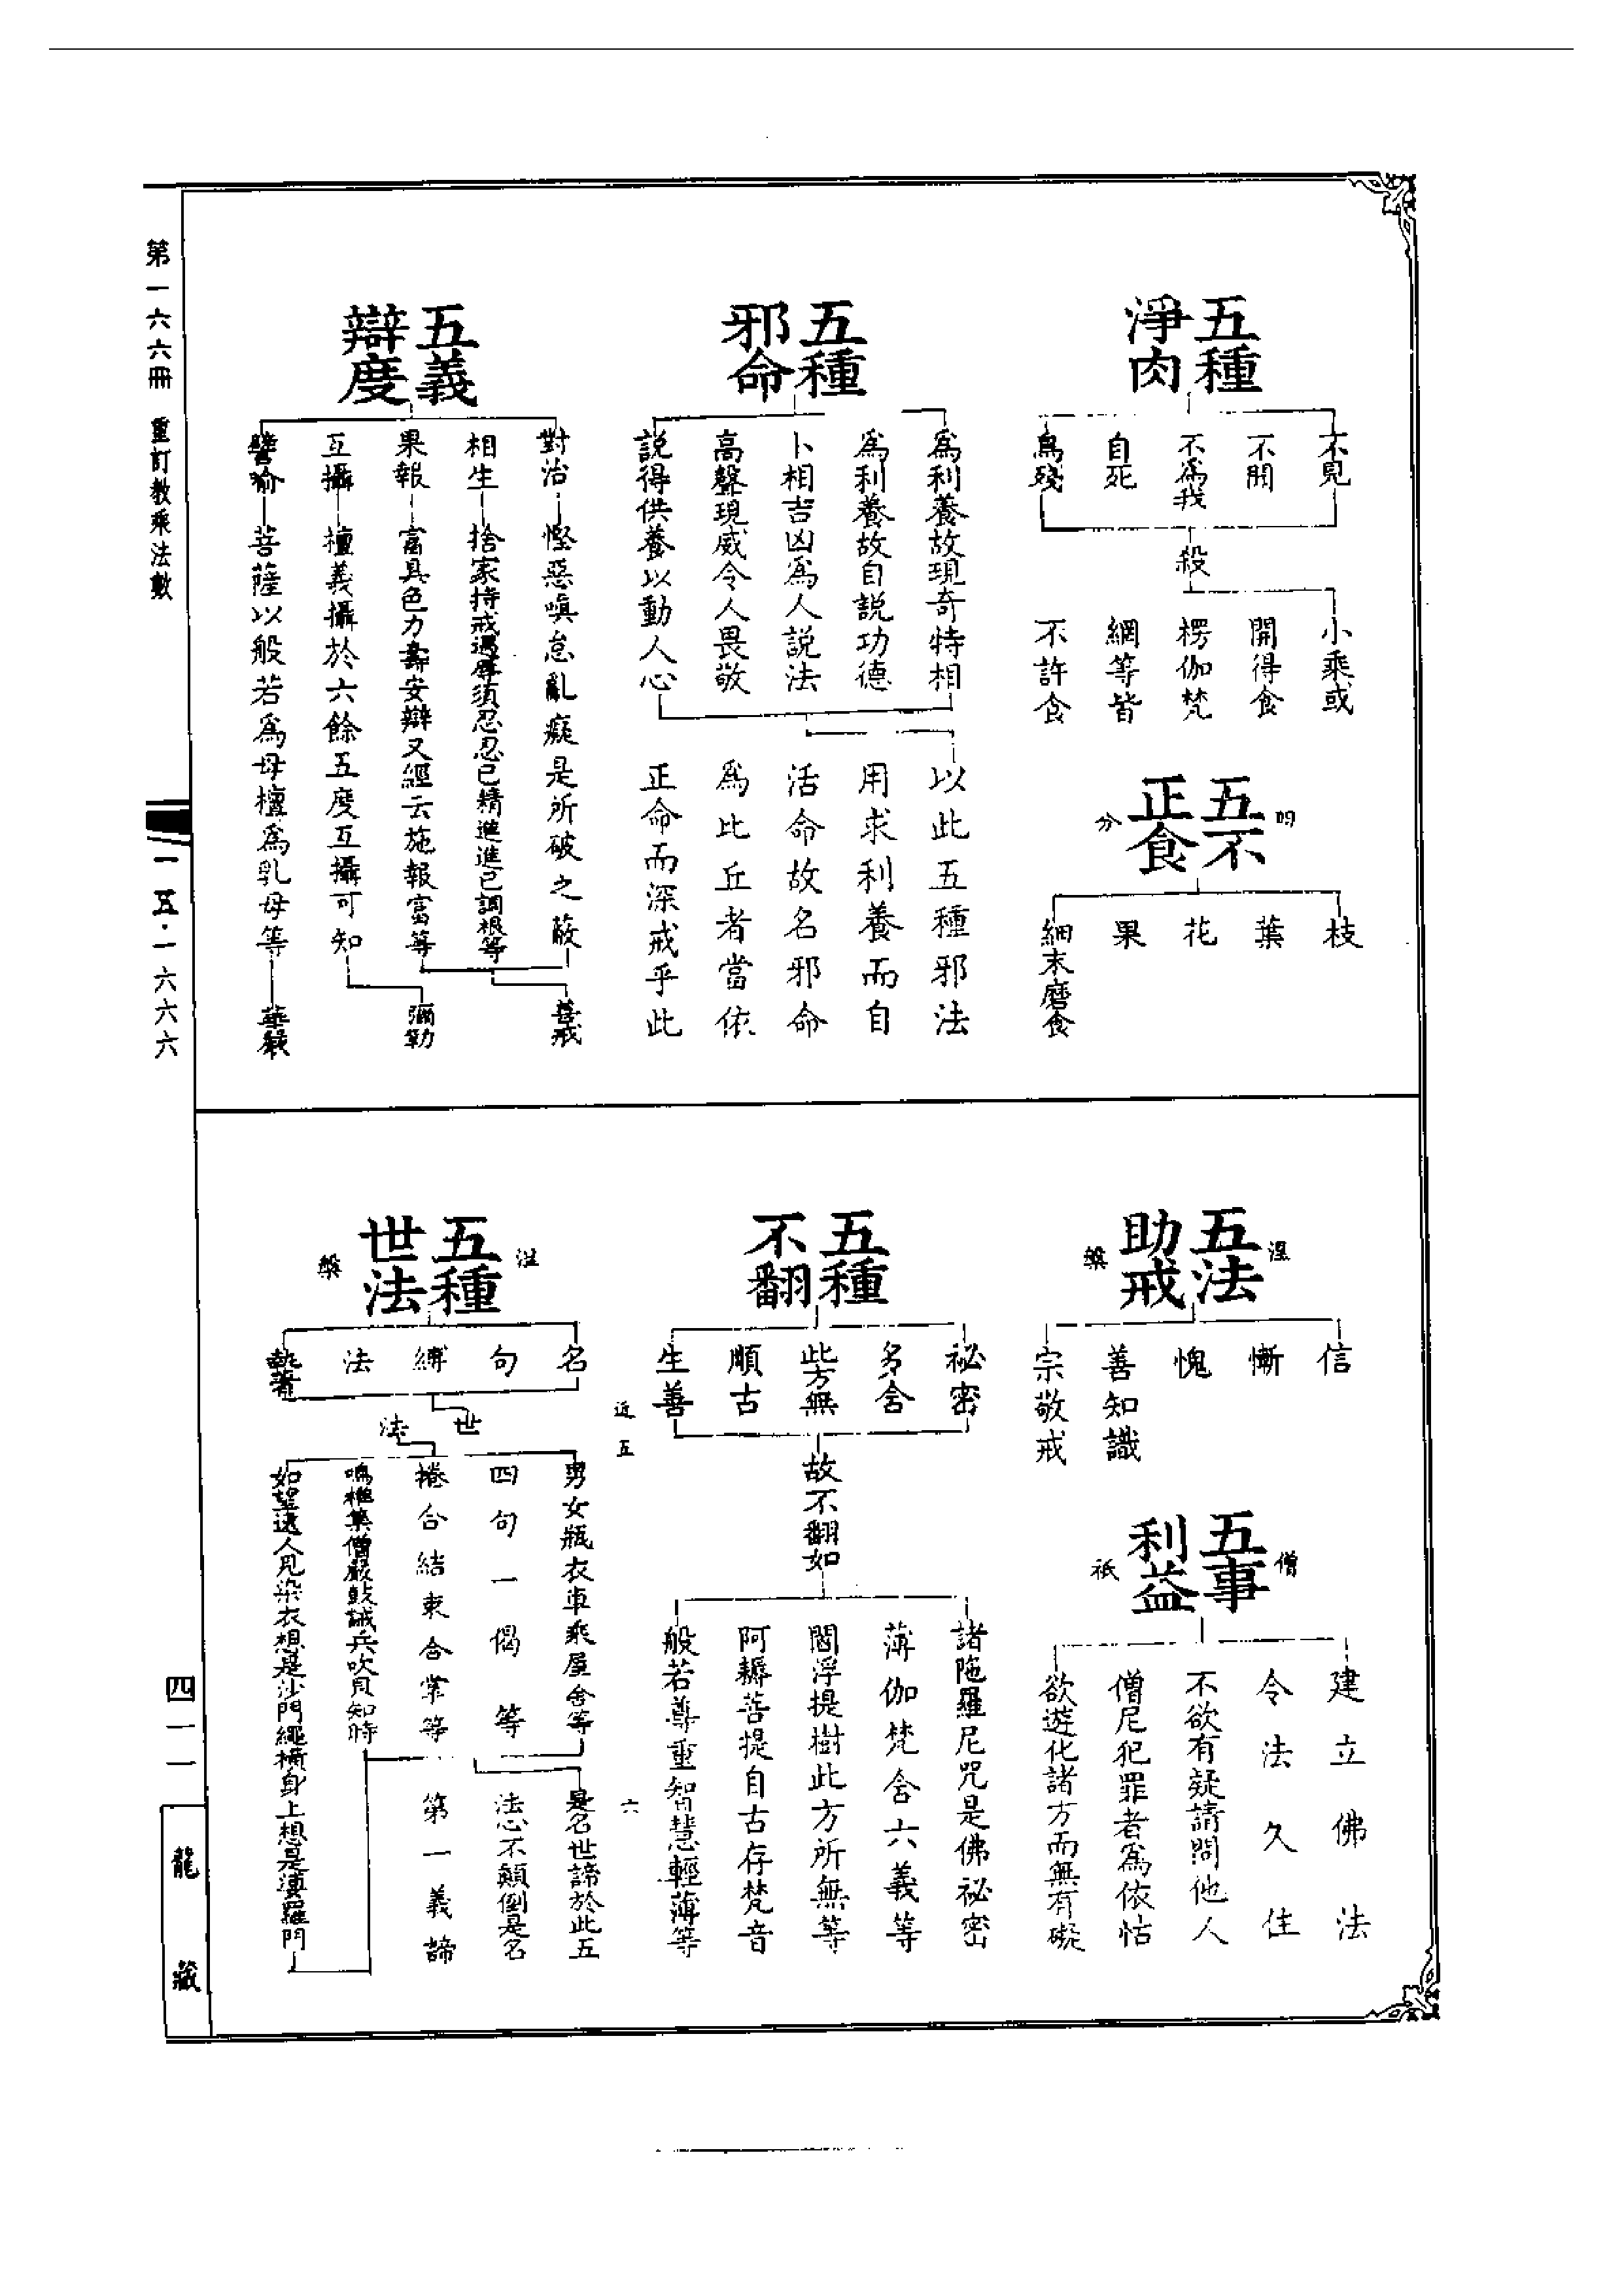 五種
淨肉
不見
不聞
不為我
自死
鳥殘
殺
小乘或
開得食
楞伽梵
網等皆
不許食
五不
正食
分
枝
葉
花
果
細末磨食
五種
邪命
為利養故現奇特相
為利養故自説功德
卜相吉凶為人説法
高聲現威令人畏敬
説得供養以動人心
以此五種邪法
用求利養而自
活命故名邪命
為比丘者當依
正命而深戒乎此
五義
辯度
對治
慳惡嗔怠亂癡是所破之蔽
相生
捨家持戒遇辱須忍忍已精進進已調根等
果報
富具色力壽安辯又經云施報富等
互攝
檀義攝於六餘五度互攝可知
譬喻
菩薩以般若為母檀為乳母等
善戒
彌勒
華嚴
五法
助戒
涅
槃
信
慚
愧
善知識
宗敬戒
五事
利益
僧
祇
建立佛法
令法久住
不欲有疑請問他人
僧尼犯罪者為依怙
欲遊化諸方而無有礙
五種
不翻
祕密
多含
此方無
順古
生善
故不翻如
諸陁羅尼咒是佛祕密
薄伽梵含六義等
閻浮提樹此方所無等
阿耨菩提自古存梵音
般若尊重智慧輕薄等
近五
六
五種
世法
涅
槃
名
句
縛
法
執著
世
法
男女瓶衣車乘屋舍等
四句一偈等
捲合結束合掌等
鳴椎集僧嚴鼓誡兵吹貝知時
如望遠人見染衣想是沙門繩橫身上想是婆羅門
是名世諦於此五
法心不顛倒是名
第一義諦
第一六六冊 重訂教乘法數
一五·一六六六
四一一
龍藏